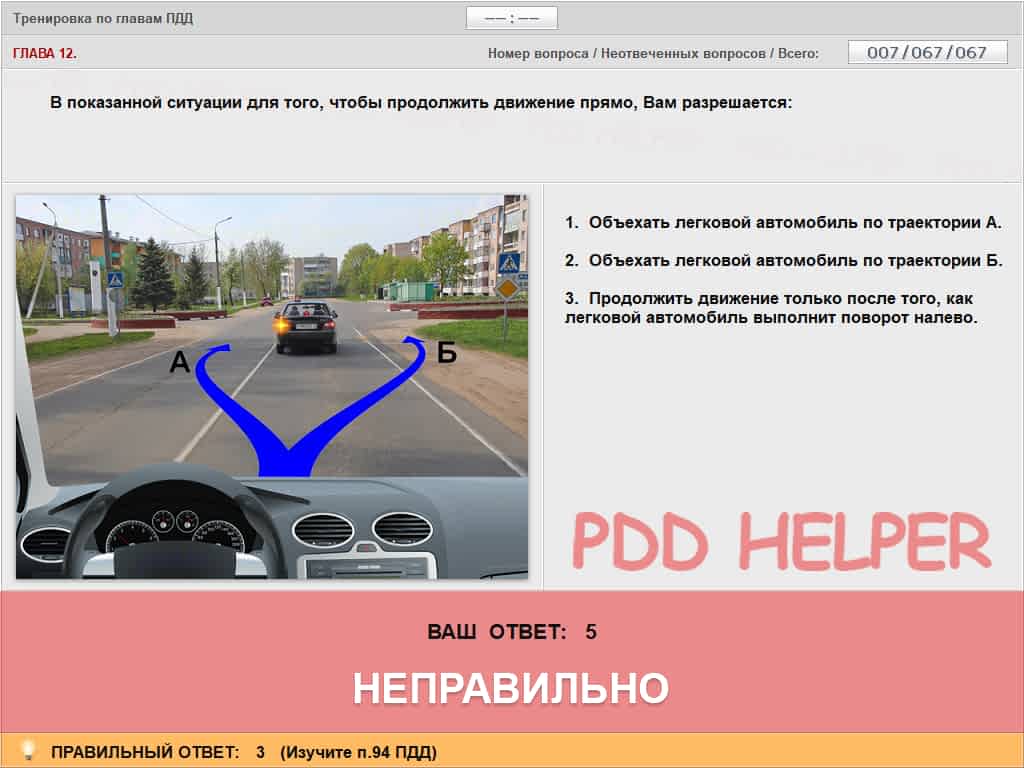 Тренировка по главам ПДД
–– : ––
ГЛАВА 12.
Номер вопроса / Неотвеченных вопросов / Всего:
007/067/067
В показанной ситуации для того, чтобы продолжить движение прямо, Вам разрешается:
А
Б
1. Объехать легковой автомобиль по траектории А.
2. Объехать легковой автомобиль по траектории Б.
3. Продолжить движение только после того, как
легковой автомобиль выполнит поворот налево.
PDD HELPER
ВАШ ОТВЕТ: 5
НЕПРАВИЛЬНО
ПРАВИЛЬНЫЙ ОТВЕТ: 3 (Изучите п.94 ПДД)